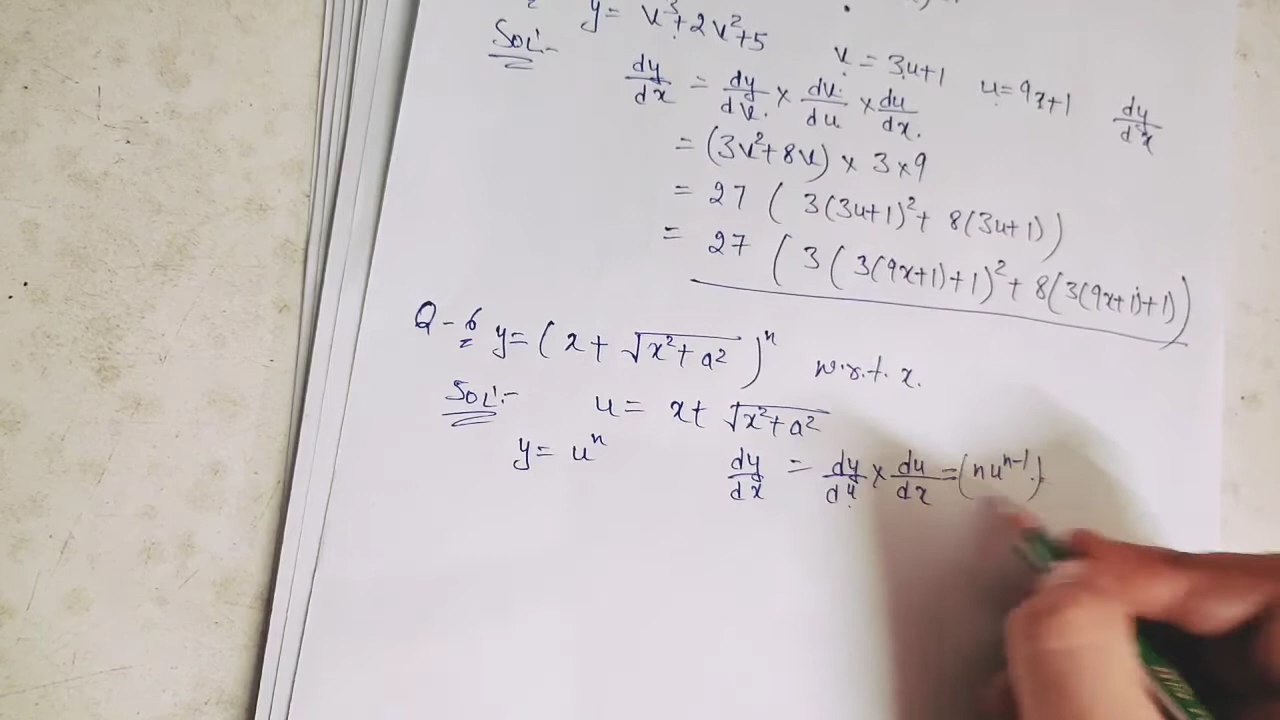 y= v³+2v²+5 v = 3u+1 u=9x+1 dy/dx
Sol:-
dy/dx = dy/dv × dv/du × du/dx.
= (3v²+8v) × 3×9
= 27 ( 3(3u+1)²+ 8(3u+1))
= 27 ( 3( 3(9x+1)+1)²+ 8(3(9x+1)+1))
Q-6 y= (x+ √x²+a² )ⁿ w.r.t x.
Sol:- u= x+ √x²+a²
y= uⁿ
dy/dx = dy/du × du/dx =(nuⁿ⁻¹.)